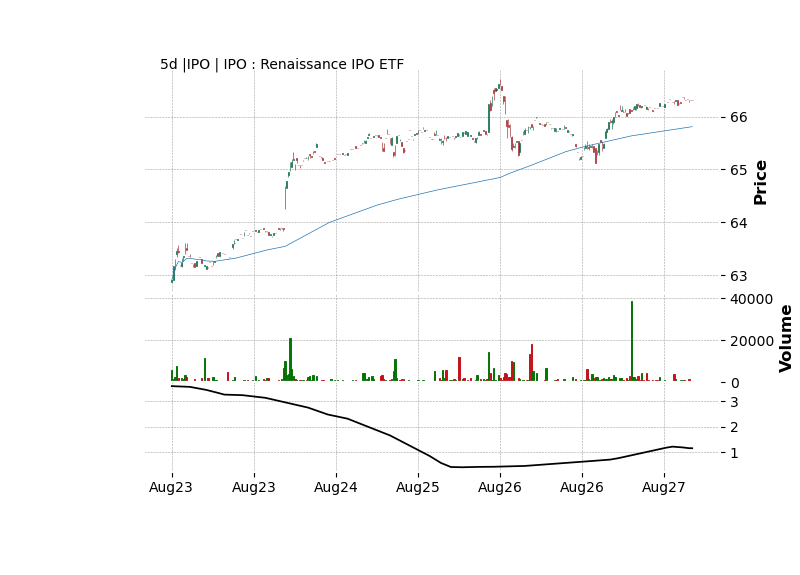 5d |IPO | IPO : Renaissance IPO ETF
66
65
64
63
Price
40000
20000
0
Volume
3
2
1
Aug23
Aug23
Aug24
Aug25
Aug26
Aug26
Aug27